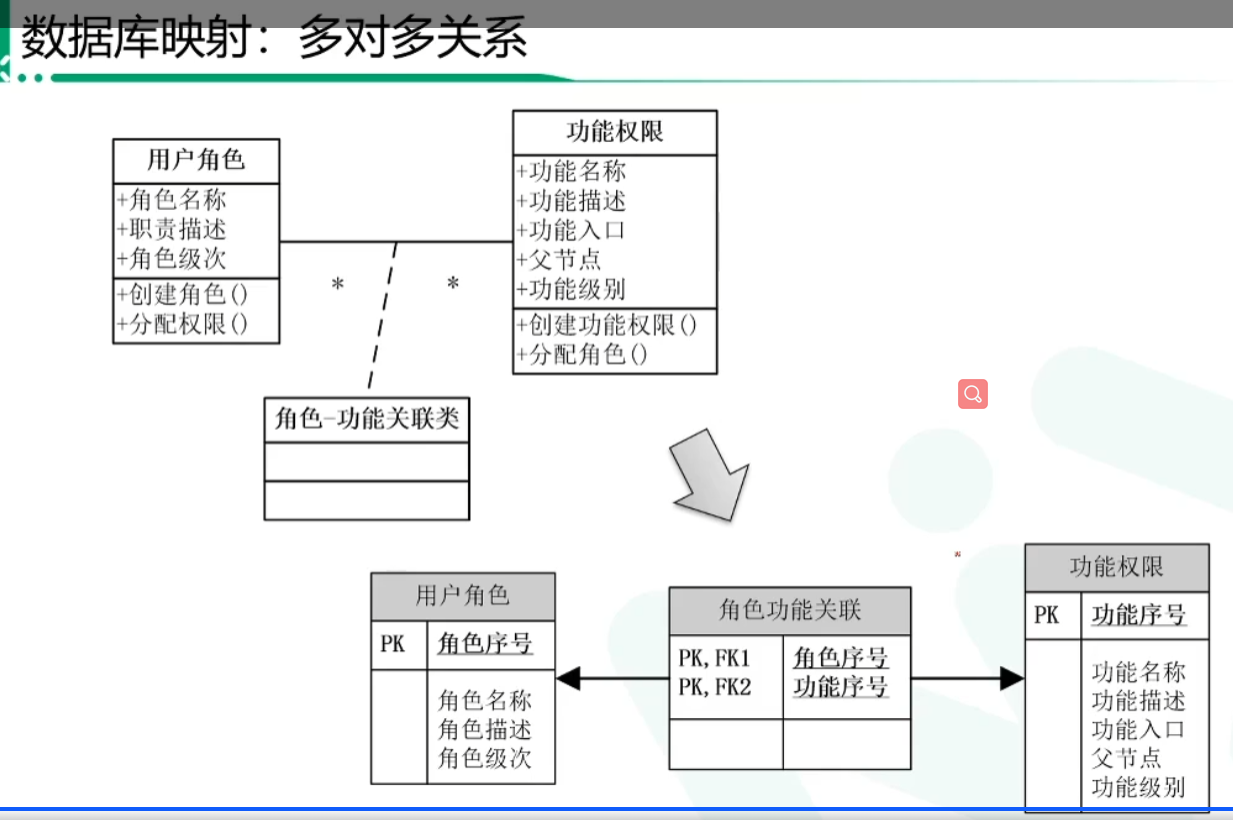 数据库映射：多对多关系
用户角色
+角色名称
+职责描述
+角色级次
+创建角色()
+分配权限()
*
*
功能权限
+功能名称
+功能描述
+功能入口
+父节点
+功能级别
+创建功能权限()
+分配角色()
角色-功能关联类
用户角色
PK 角色序号
角色名称
角色描述
角色级次
角色功能关联
PK,FK1 角色序号
PK,FK2 功能序号
功能权限
PK 功能序号
功能名称
功能描述
功能入口
父节点
功能级别